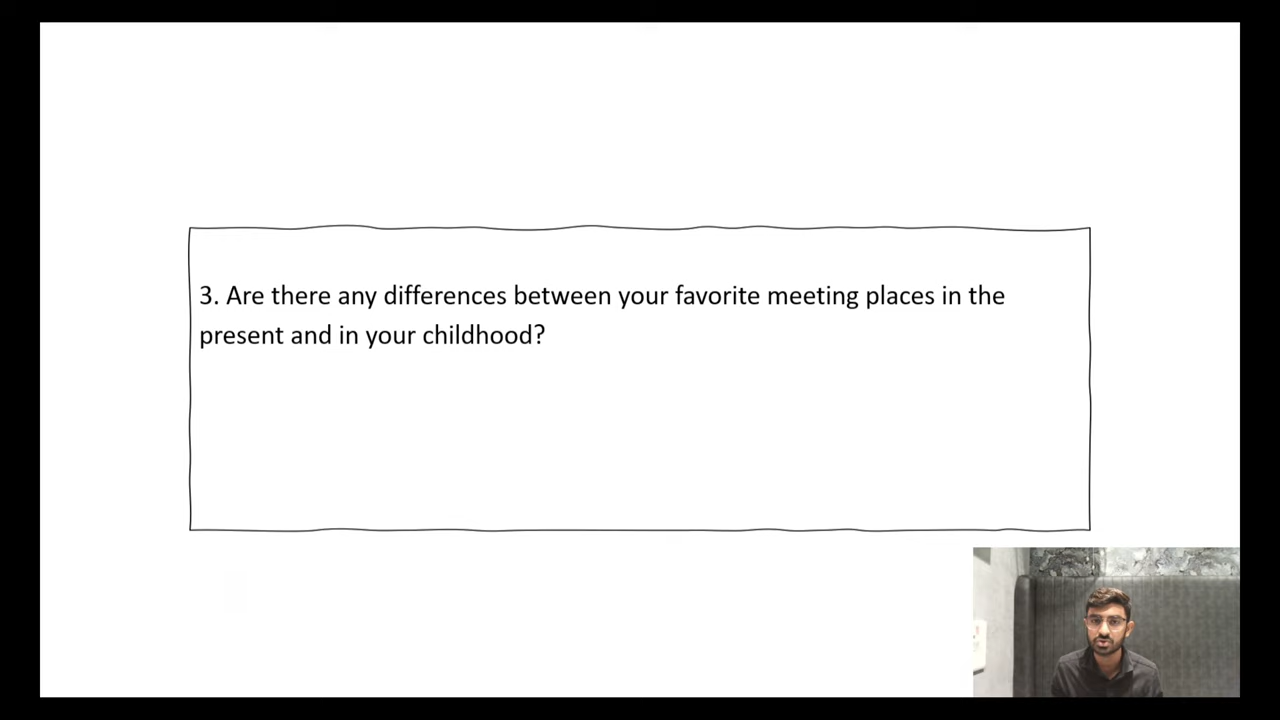 3. Are there any differences between your favorite meeting places in the
present and in your childhood?